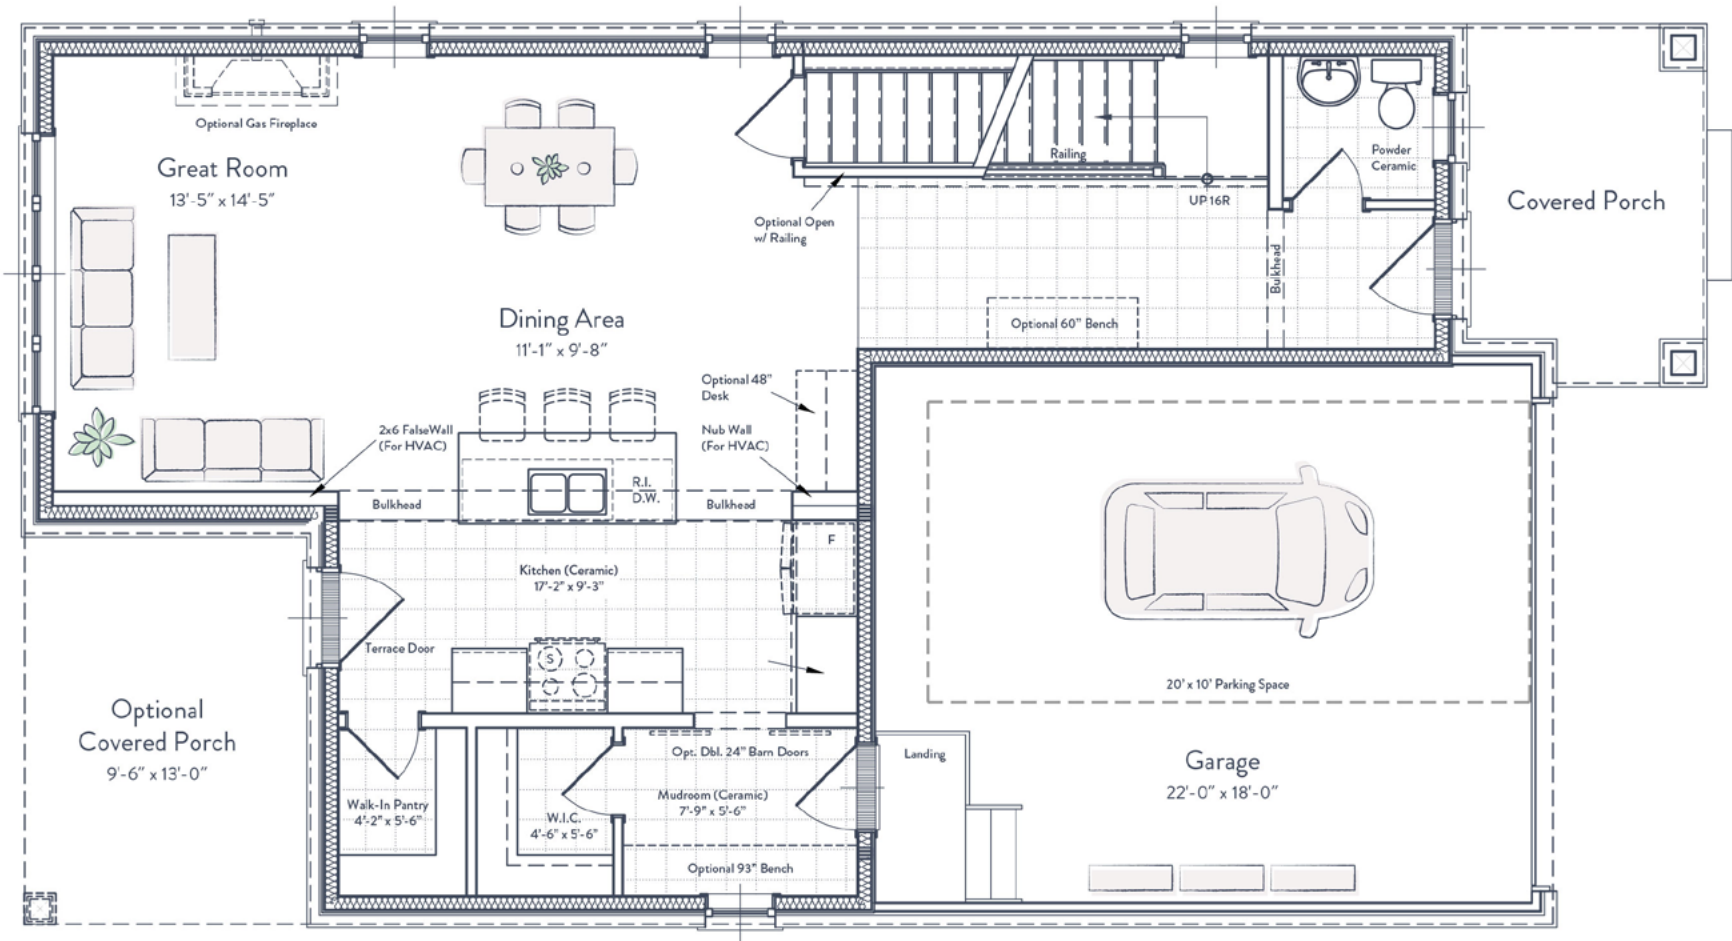 Optional Gas Fireplace
Great Room
13'-5" x 14'-5"
Railing
Powder
Ceramic
UP 16R
Covered Porch
Optional Open
w/ Railing
Bulkhead
Dining Area
11'-1" x 9'-8"
Optional 60" Bench
Optional 48"
Desk
2x6 FalseWall
(For HVAC)
Nub Wall
(For HVAC)
R.I.
D.W.
Bulkhead
Bulkhead
F
Kitchen (Ceramic)
17'-2" x 9'-3"
Terrace Door
S
20' x 10' Parking Space
Optional
Covered Porch
9'-6" x 13'-0"
Opt. Dbl. 24" Barn Doors
Landing
Garage
22'-0" x 18'-0"
Walk-In Pantry
4'-2" x 5'-6"
W.I.C.
4'-6" x 5'-6"
Mudroom (Ceramic)
7'-9" x 5'-6"
Optional 93" Bench